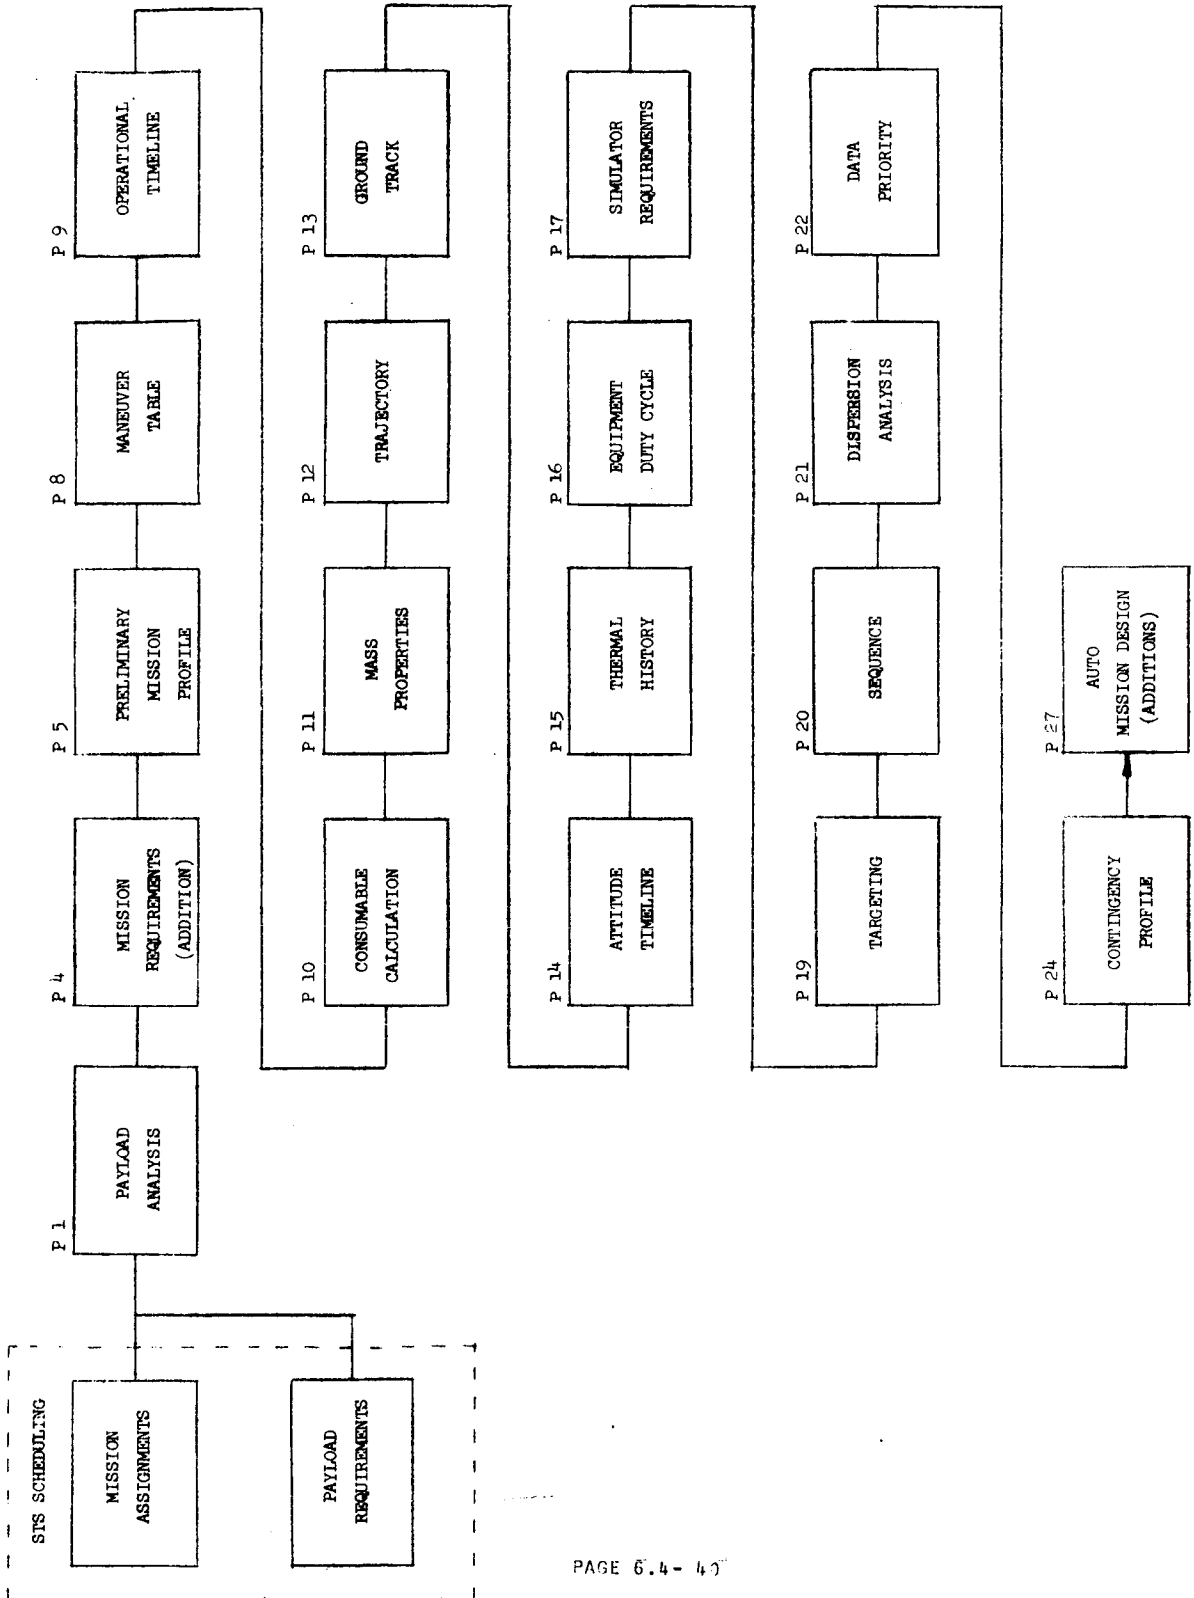 STS SCHEDULING
MISSION
ASSIGNMENTS
PAYLOAD
REQUIREMENTS
P 1
PAYLOAD
ANALYSIS
P 4
MISSION
REQUIREMENTS
(ADDITION)
P 5
PRELIMINARY
MISSION
PROFILE
P 8
MANEUVER
TABLE
P 9
OPERATIONAL
TIMELINE
P 10
CONSUMABLE
CALCULATION
P 11
MASS
PROPERTIES
P 12
TRAJECTORY
P 13
GROUND
TRACK
P 14
ATTITUDE
TIMELINE
P 15
THERMAL
HISTORY
P 16
EQUIPMENT
DUTY CYCLE
P 17
SIMULATOR
REQUIREMENTS
P 19
TARGETING
P 20
SEQUENCE
P 21
DISPERSION
ANALYSIS
P 22
DATA
PRIORITY
P 24
CONTINGENCY
PROFILE
P 27
AUTO
MISSION DESIGN
(ADDITIONS)
PAGE 6.4- 40